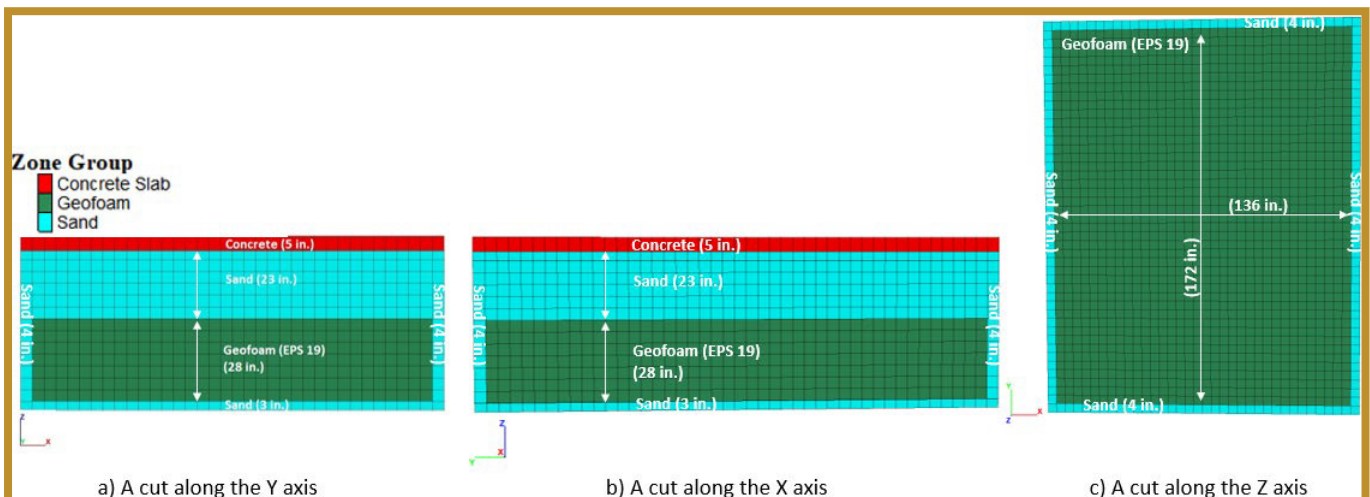 Zone Group
Concrete Slab
Geofoam
Sand
Concrete (5 in.)
Sand (23 in.)
Sand (4 in.)
Sand (4 in.)
Geofoam (EPS 19)
(28 in.)
Sand (3 in.)
z
Y
x
a) A cut along the Y axis
Concrete (5 in.)
Sand (23 in.)
Sand (4 in.)
Sand (4 in.)
Geofoam (EPS 19)
(28 in.)
Sand (3 in.)
Z
Y
X
b) A cut along the X axis
Sand (4 in.)
Geofoam (EPS 19)
Sand (4 in.)
Sand (4 in.)
(136 in.)
(172 in.)
Sand (4 in.)
Y
Z
X
c) A cut along the Z axis